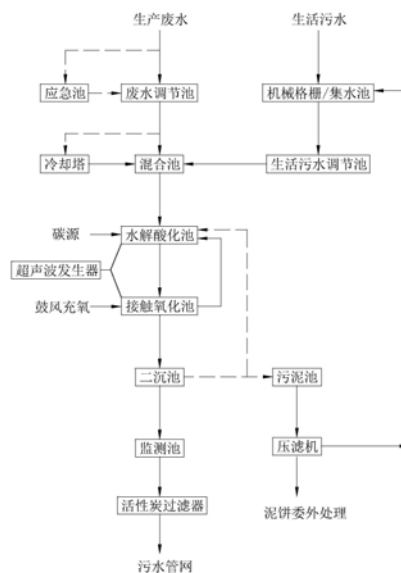 生产废水
生活污水
应急池
废水调节池
机械格栅/集水池
冷却塔
混合池
生活污水调节池
碳源
水解酸化池
超声波发生器
鼓风充氧
接触氧化池
二沉池
污泥池
监测池
压滤机
活性炭过滤器
泥饼委外处理
污水管网